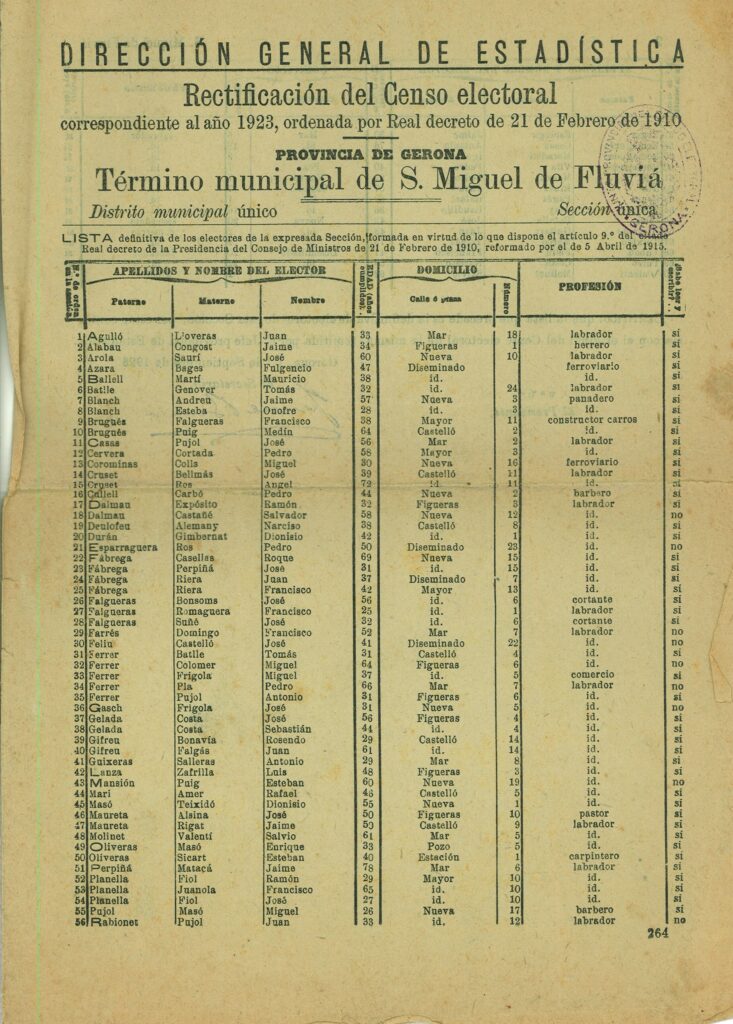 DIRECCIÓN GENERAL DE ESTADÍSTICA
Rectificación del Censo electoral
correspondiente al año 1923, ordenada por Real decreto de 21 de Febrero de 1910
PROVINCIA DE GERONA
Término municipal de S. Miguel de Fluviá
Distrito municipal único Sección única
LISTA definitiva de los electores de la expresada Sección, formada en virtud de lo que dispone el artículo 9.º del citado
Real decreto de la Presidencia del Consejo de Ministros de 21 de Febrero de 1910, reformado por el de 5 Abril de 1915.
N.º de orden APELLIDOS Y NOMBRE DEL ELECTOR EDAD (años cumplidos) DOMICILIO PROFESIÓN ¿Sabe leer y escribir?
Paterno Materno Nombre Calle ó plaza Número
1 Agulló L'overas Juan 33 Mar 18 labrador si
2 Alabau Congost Jaime 34 Figueras 1 herrero si
3 Arola Saurí José 60 Nueva 10 labrador si
4 Azara Bages Fulgencio 47 Diseminado ferroviario si
5 Ballell Martí Mauricio 38 id. id. si
6 Batlle Genover Tomás 32 id. 24 labrador si
7 Blanch Andreu Jaime 57 Nueva 3 panadero si
8 Blanch Esteba Onofre 28 id. 3 id. si
9 Brugués Falgueras Francisco 38 Mayor 11 constructor carros si
10 Brugués Puig Medín 64 Castelló 2 id. si
11 Casas Pujol José 56 Mar 2 labrador si
12 Cervera Cortada Pedro 58 Mayor 3 id. si
13 Corominas Colls Miguel 30 Nueva 16 ferroviario si
14 Cruset Bellmás José 39 Castelló 11 labrador si
15 Cruset Ros Angel 72 id. 11 id. si
16 Cullell Carbó Pedro 44 Nueva 2 barbero si
17 Dalmau Expósito Ramón 32 Figueras 3 labrador si
18 Dalmau Castañé Salvador 58 Nueva 12 id. no
19 Deulofeu Alemany Narciso 38 Castelló 8 id. si
20 Durán Gimbernat Dionisio 42 id. 1 id. si
21 Esparraguera Ros Pedro 50 Diseminado 23 id. no
22 Fábrega Casellas Roque 69 Nueva 15 id. si
23 Fábrega Perpiñá José 31 id. 15 id. si
24 Fábrega Riera Juan 37 Diseminado 7 id. si
25 Fábrega Riera Francisco 42 Mayor 13 id. si
26 Falgueras Bonsoms José 56 id. 6 cortante si
27 Falgueras Romaguera Francisco 25 id. 1 labrador si
28 Falgueras Suñé José 32 id. 6 cortante si
29 Farrés Domingo Francisco 52 Mar 7 labrador no
30 Feliu Castelló José 41 Diseminado 22 id. no
31 Ferrer Batlle Tomás 31 Castelló 4 id. si
32 Ferrer Colomer Miguel 64 Figueras 6 id. no
33 Ferrer Frigola Miguel 37 id. 5 comercio si
34 Ferrer Pla Pedro 66 Mar 7 labrador no
35 Ferrer Pujol Antonio 31 Figueras 6 id. si
36 Gasch Frigola José 31 Nueva 5 id. no
37 Gelada Costa José 56 Figueras 4 id. si
38 Gelada Costa Sebastián 44 id. 4 id. si
39 Gifreu Bonavía Rosendo 29 Castelló 14 id. si
40 Gifreu Falgás Juan 61 id. 14 id. si
41 Guixeras Salleras Antonio 29 Mar 8 id. si
42 Lanza Zafrilla Luis 48 Figueras 3 id. si
43 Mansión Puig Esteban 60 Nueva 19 id. no
44 Mari Amer Rafael 46 Castelló 5 id. si
45 Masó Teixidó Dionisio 55 Nueva 1 id. si
46 Maureta Alsina José 50 Figueras 10 pastor si
47 Maureta Rigat Jaime 50 Castelló 9 labrador si
48 Molinet Valentí Salvio 61 Mar 5 id. si
49 Oliveras Masó Enrique 33 Pozo 5 id. si
50 Oliveras Sicart Esteban 40 Estación 1 carpintero si
51 Perpiñá Matacá Jaime 78 Mar 6 labrador si
52 Planella Fiol Ramón 29 Mayor 10 id. si
53 Planella Juanola Francisco 65 id. 10 id. si
54 Planella Fiol José 27 id. 10 id. si
55 Pujol Masó Miguel 26 Nueva 17 barbero si
56 Rabionet Pujol Juan 33 id. 12 labrador no
264